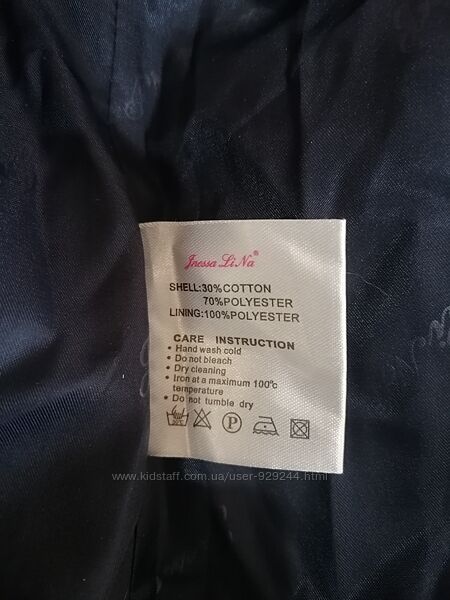 Jnessa LiNa®
SHELL:30%COTTON
70%POLYESTER
LINING:100%POLYESTER
CARE INSTRUCTION
• Hand wash cold
• Do not bleach
• Dry cleaning
• Iron at a maximum 100°c
temperature
• Do not tumble dry
P
www.kidstaff.com.ua/user-929244.html